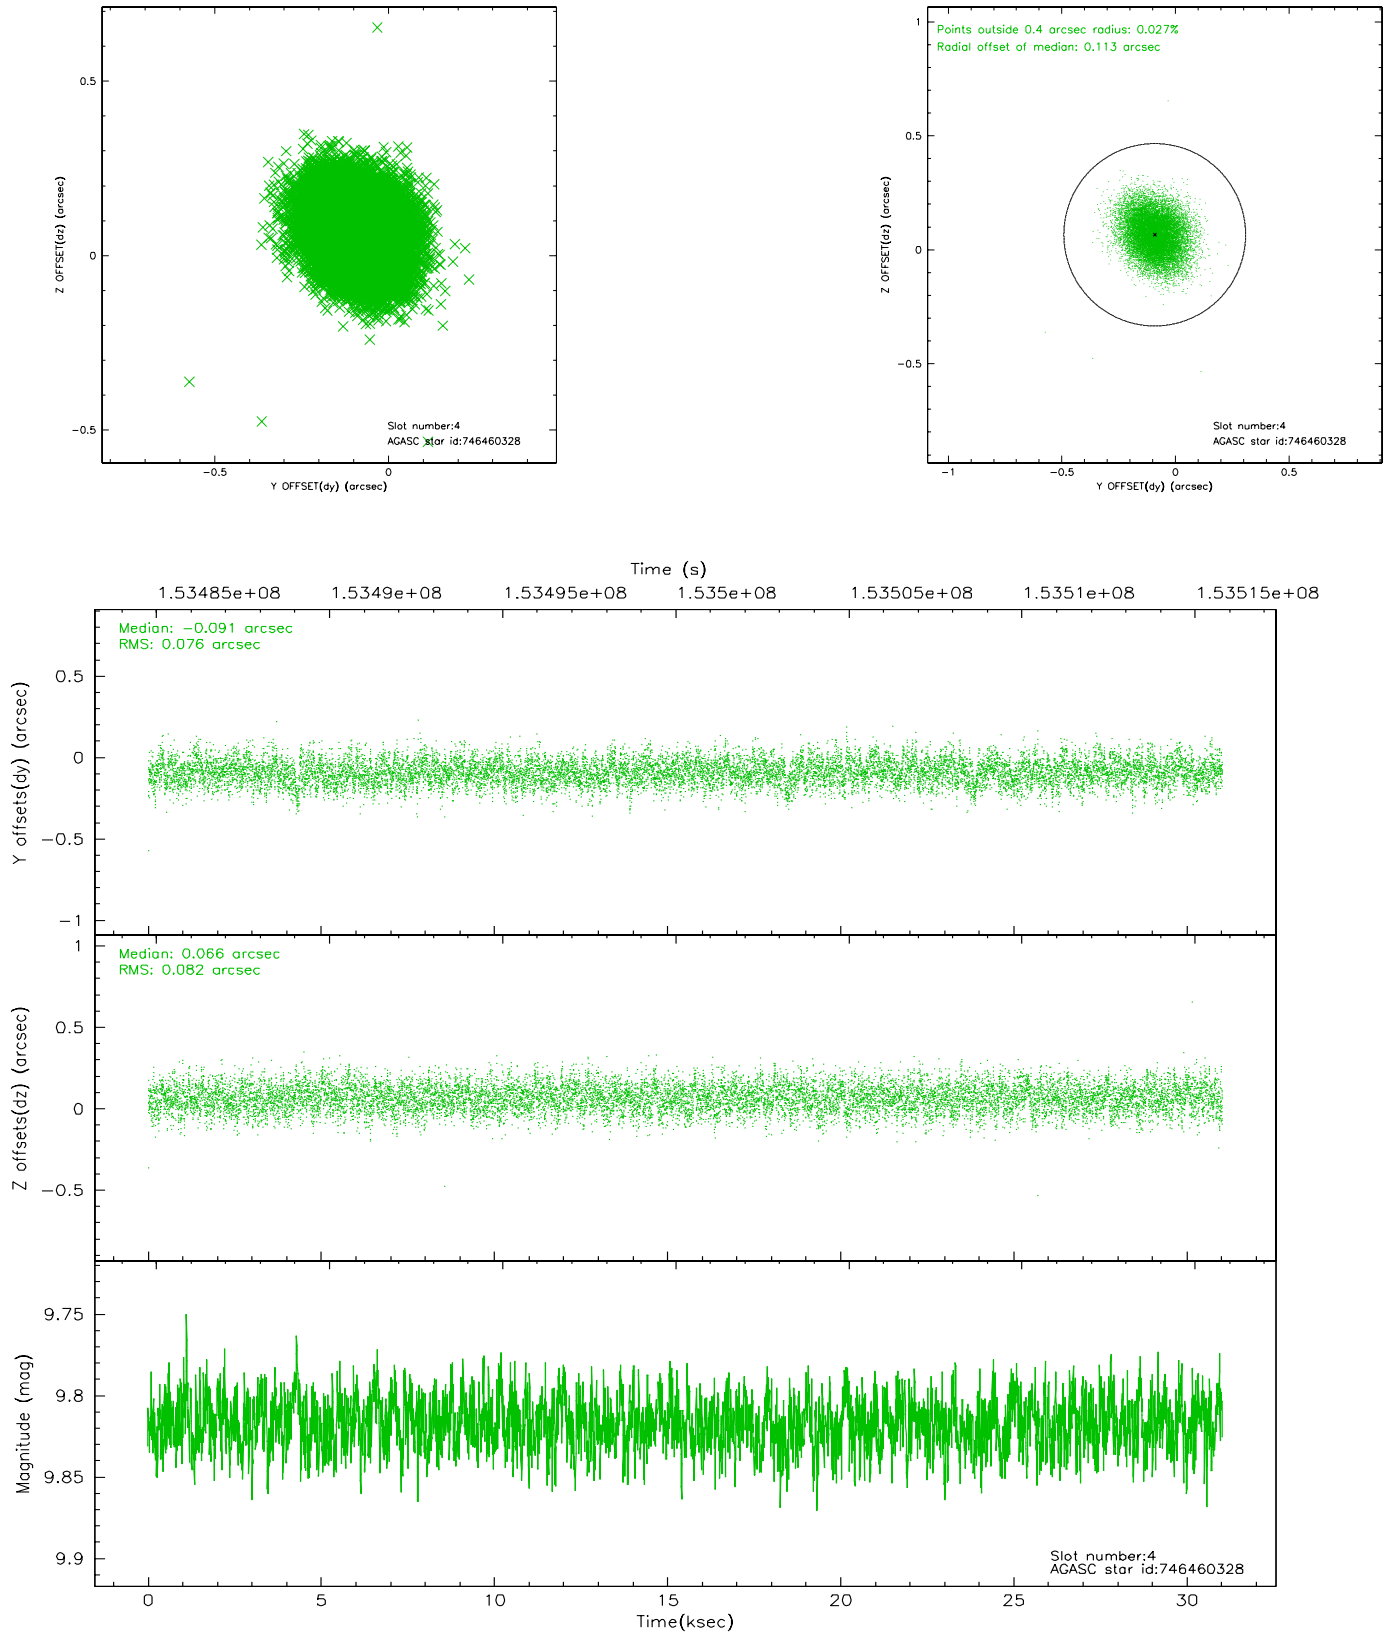 0.5
0
−0.5
Z OFFSET(dz) (arcsec)
−0.5
0
Y OFFSET(dy) (arcsec)
Slot number:4
AGASC star id:746460328
Points outside 0.4 arcsec radius: 0.027%
Radial offset of median: 0.113 arcsec
1
0.5
0
−0.5
Z OFFSET(dz) (arcsec)
−1
−0.5
0
0.5
Y OFFSET(dy) (arcsec)
Slot number:4
AGASC star id:746460328
Time (s)
1.53485e+08 1.5349e+08 1.53495e+08 1.535e+08 1.53505e+08 1.5351e+08 1.53515e+08
Median: −0.091 arcsec
RMS: 0.076 arcsec
0.5
0
−0.5
−1
Y offsets(dy) (arcsec)
Median: 0.066 arcsec
RMS: 0.082 arcsec
1
0.5
0
−0.5
Z offsets(dz) (arcsec)
9.75
9.8
9.85
9.9
Magnitude (mag)
Slot number:4
AGASC star id:746460328
0 5 10 15 20 25 30
Time(ksec)